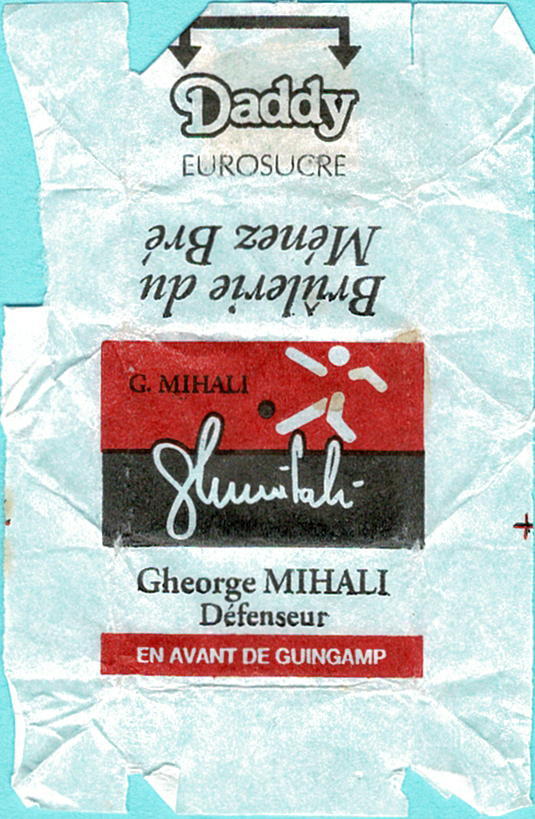 Daddy
EUROSUCRE
Brûlerie du
Ménez Bré
G. MIHALI
Gheorge MIHALI
Défenseur
EN AVANT DE GUINGAMP